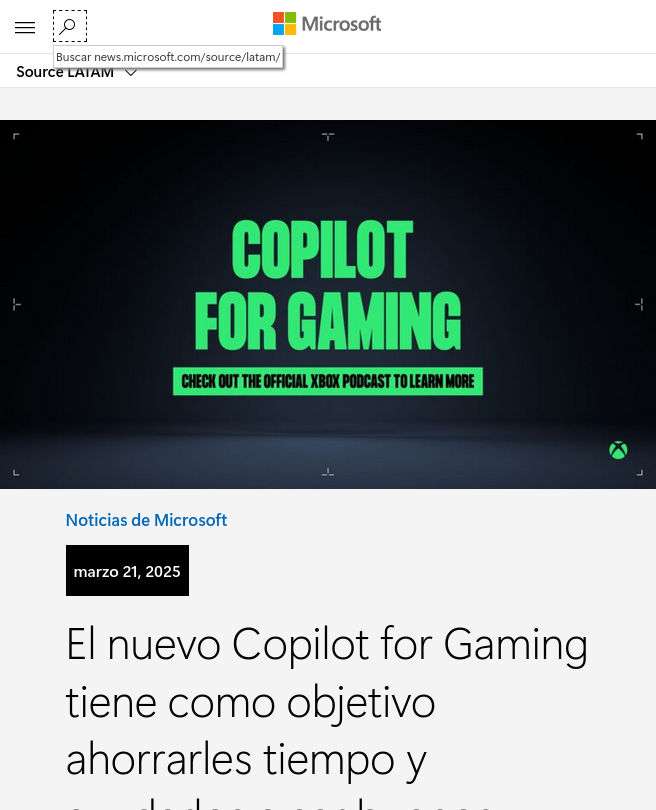 Microsoft
Buscar news.microsoft.com/source/latam/
Source LATAM
COPILOT
FOR GAMING
CHECK OUT THE OFFICIAL XBOX PODCAST TO LEARN MORE
Noticias de Microsoft
marzo 21, 2025
El nuevo Copilot for Gaming
tiene como objetivo
ahorrarles tiempo y